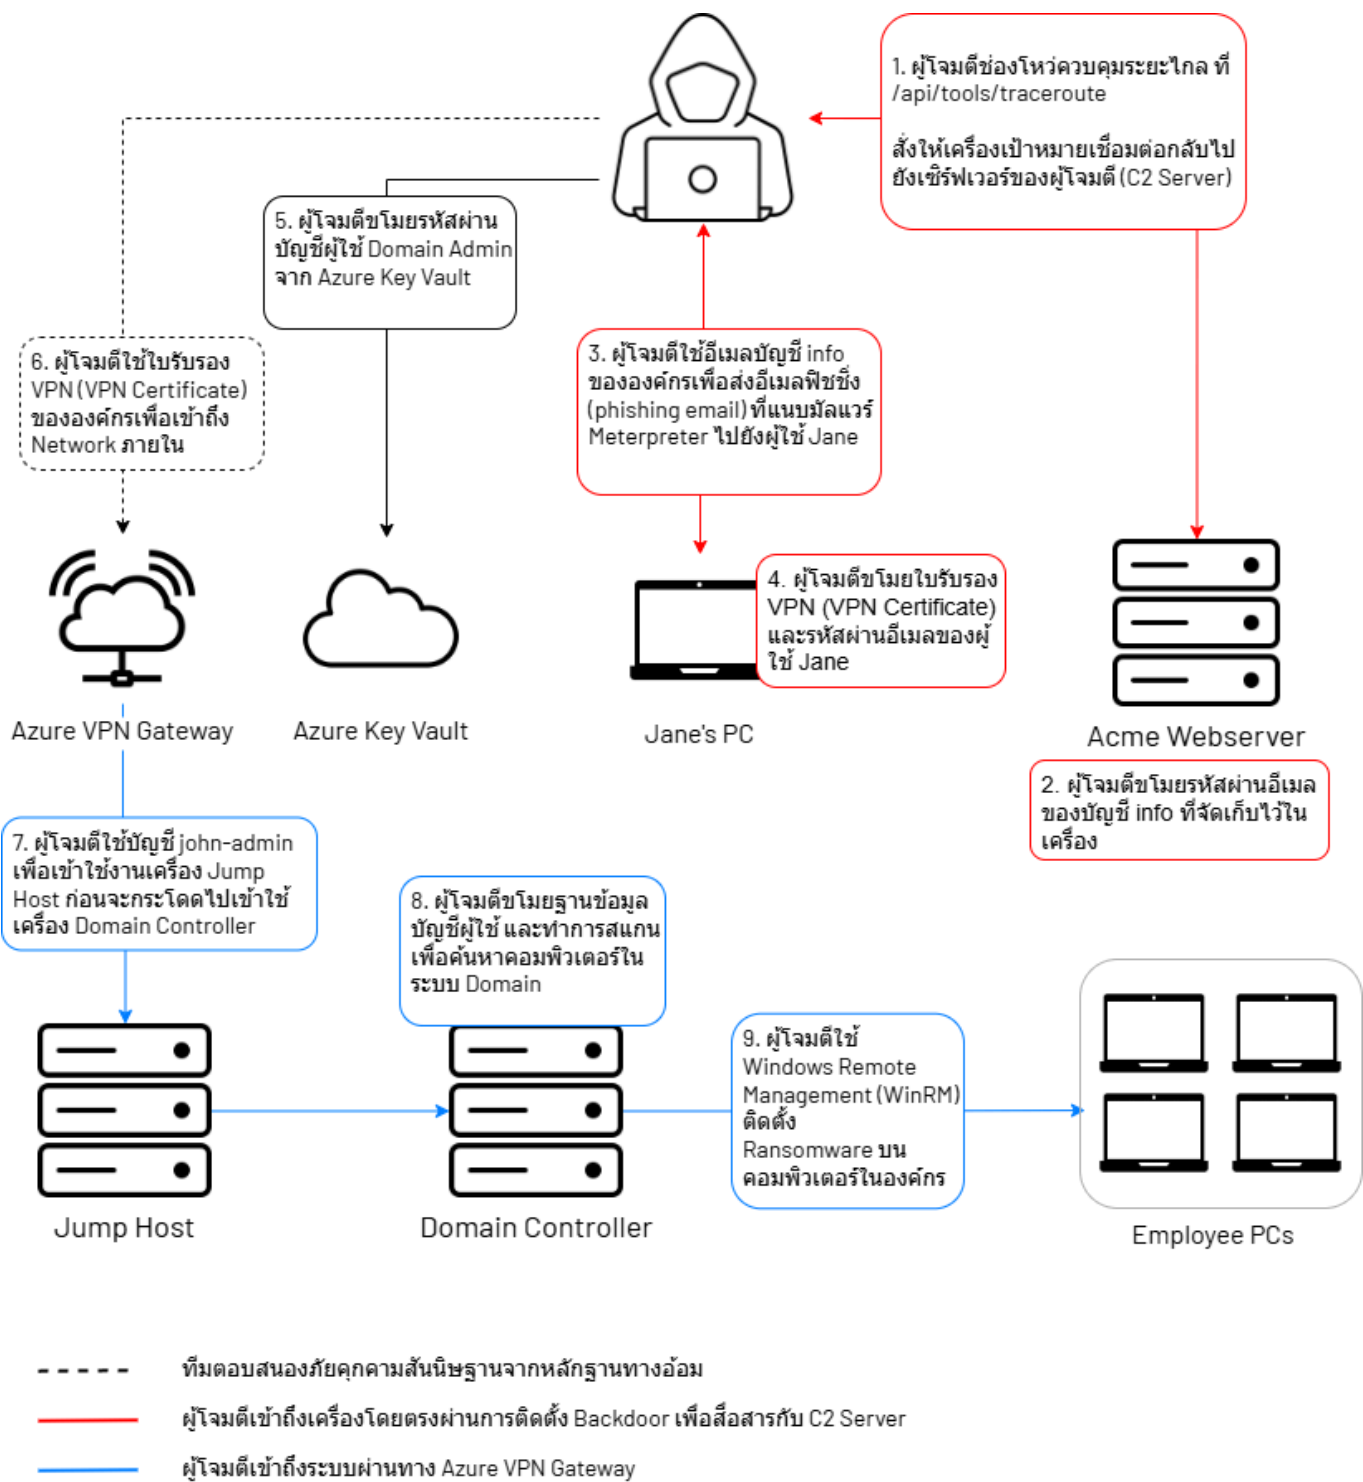 1. ผู้โจมตีช่องโหว่ควบคุมระยะไกล ที่
/api/tools/traceroute
สั่งให้เครื่องเป้าหมายเชื่อมต่อกลับไป
ยังเซิร์ฟเวอร์ของผู้โจมตี (C2 Server)
5. ผู้โจมตีขโมยรหัสผ่าน
บัญชีผู้ใช้ Domain Admin
จาก Azure Key Vault
6. ผู้โจมตีใช้ใบรับรอง
VPN (VPN Certificate)
ขององค์กรเพื่อเข้าถึง
Network ภายใน
3. ผู้โจมตีใช้อีเมลบัญชี info
ขององค์กรเพื่อส่งอีเมลฟิชชิ่ง
(phishing email) ที่แนบมัลแวร์
Meterpreter ไปยังผู้ใช้ Jane
4. ผู้โจมตีขโมยใบรับรอง
VPN (VPN Certificate)
และรหัสผ่านอีเมลของผู้
ใช้ Jane
Azure VPN Gateway
Azure Key Vault
Jane's PC
Acme Webserver
2. ผู้โจมตีขโมยรหัสผ่านอีเมล
ของบัญชี info ที่จัดเก็บไว้ใน
เครื่อง
7. ผู้โจมตีใช้บัญชี john-admin
เพื่อเข้าใช้งานเครื่อง Jump
Host ก่อนจะกระโดดไปเข้าใช้
เครื่อง Domain Controller
8. ผู้โจมตีขโมยฐานข้อมูล
บัญชีผู้ใช้ และทำการสแกน
เพื่อค้นหาคอมพิวเตอร์ใน
ระบบ Domain
9. ผู้โจมตีใช้
Windows Remote
Management (WinRM)
ติดตั้ง
Ransomware บน
คอมพิวเตอร์ในองค์กร
Jump Host
Domain Controller
Employee PCs
ทีมตอบสนองภัยคุกคามสันนิษฐานจากหลักฐานทางอ้อม
ผู้โจมตีเข้าถึงเครื่องโดยตรงผ่านการติดตั้ง Backdoor เพื่อสื่อสารกับ C2 Server
ผู้โจมตีเข้าถึงระบบผ่านทาง Azure VPN Gateway